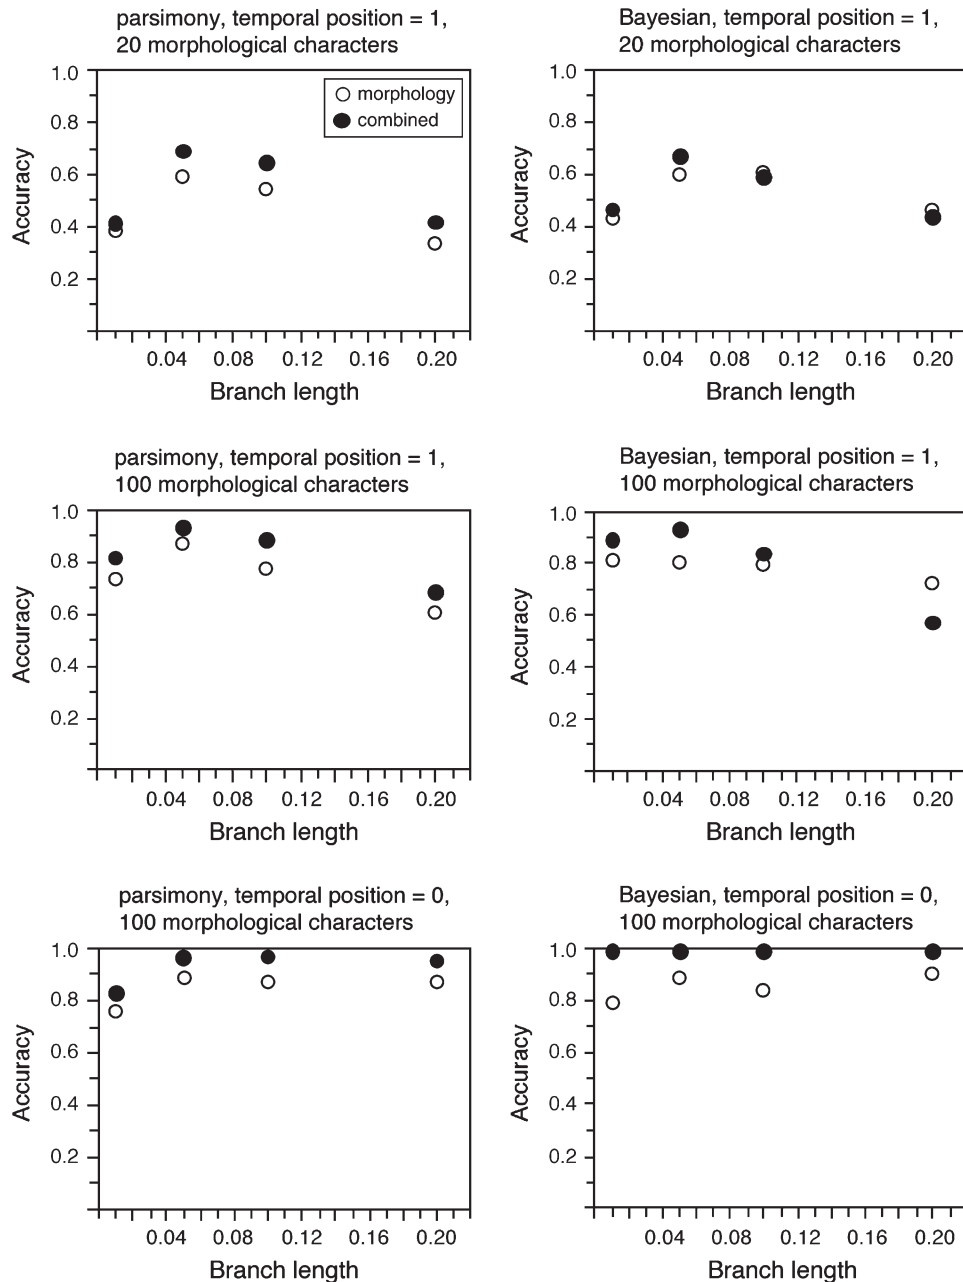 parsimony, temporal position = 1,
20 morphological characters
1.0
0.8
0.6
0.4
0.2
Accuracy
morphology
combined
0.04 0.08 0.12 0.16 0.20
Branch length
Bayesian, temporal position = 1,
20 morphological characters
1.0
0.8
0.6
0.4
0.2
Accuracy
0.04 0.08 0.12 0.16 0.20
Branch length
parsimony, temporal position = 1,
100 morphological characters
1.0
0.8
0.6
0.4
0.2
Accuracy
0.04 0.08 0.12 0.16 0.20
Branch length
Bayesian, temporal position = 1,
100 morphological characters
1.0
0.8
0.6
0.4
0.2
Accuracy
0.04 0.08 0.12 0.16 0.20
Branch length
parsimony, temporal position = 0,
100 morphological characters
1.0
0.8
0.6
0.4
0.2
Accuracy
0.04 0.08 0.12 0.16 0.20
Branch length
Bayesian, temporal position = 0,
100 morphological characters
1.0
0.8
0.6
0.4
0.2
Accuracy
0.04 0.08 0.12 0.16 0.20
Branch length